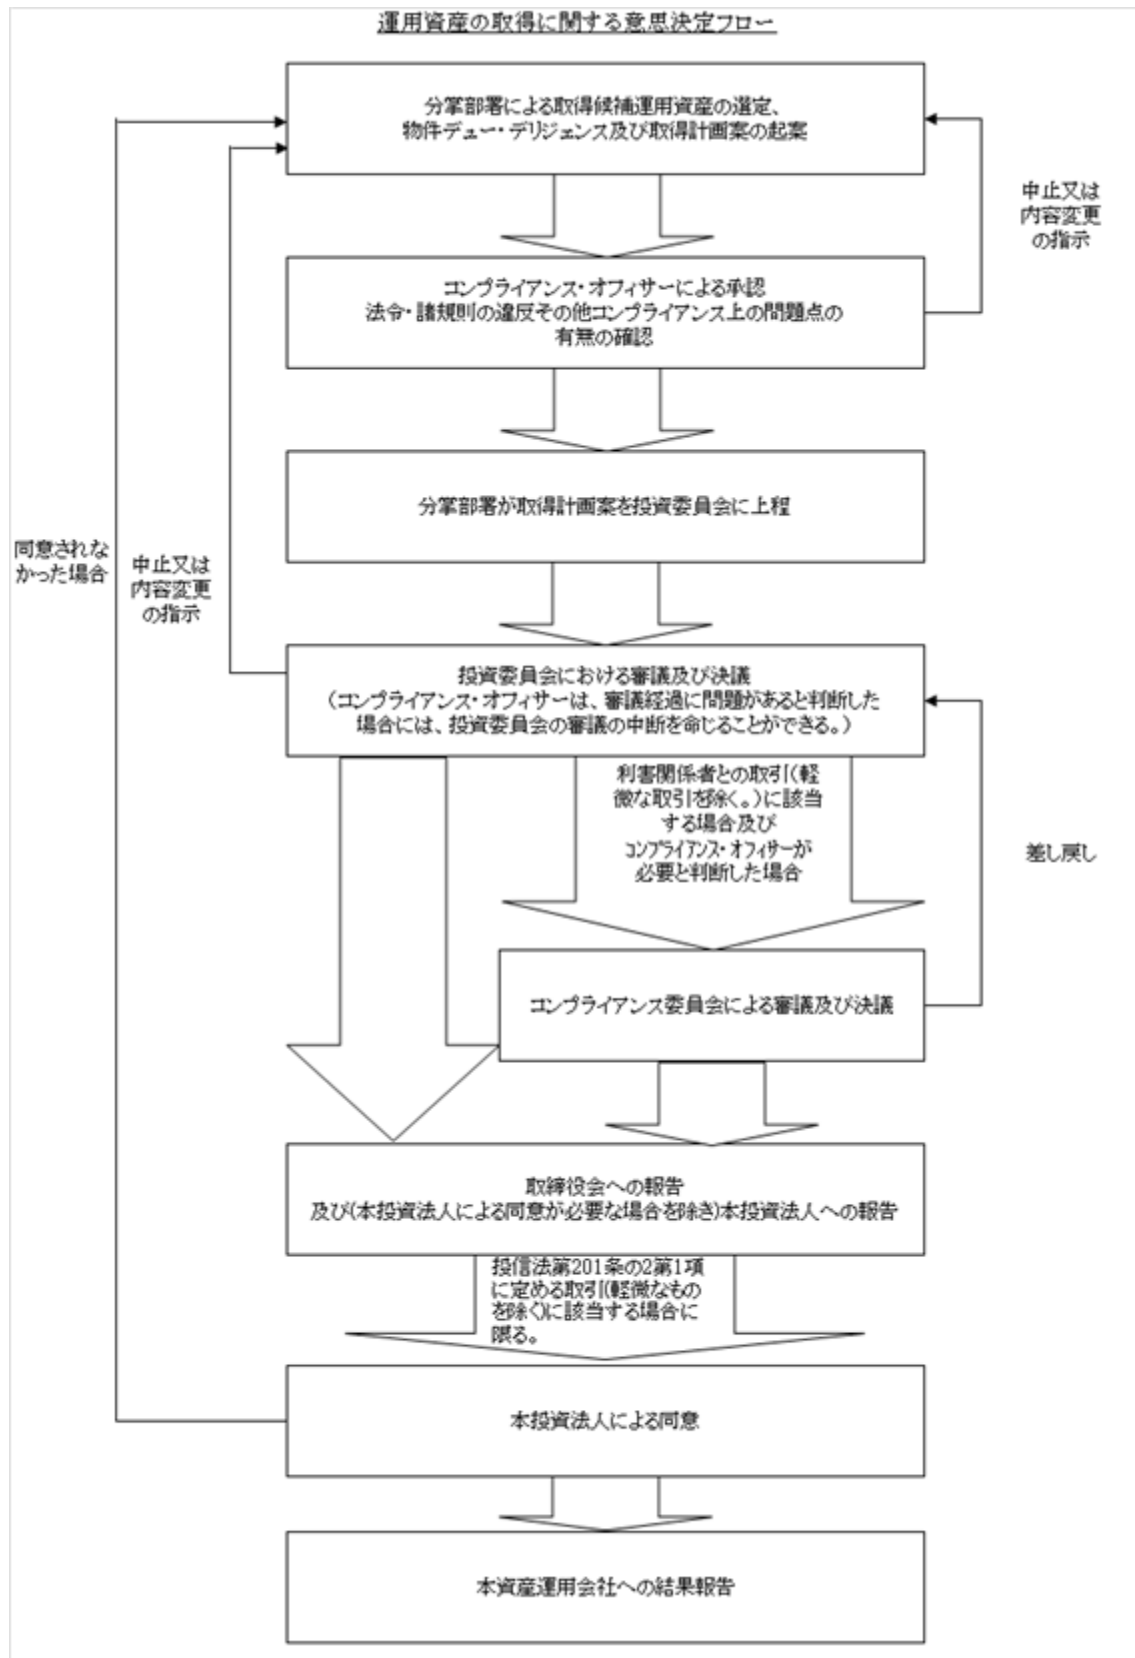 運用資産の取得に関する意思決定フロー
分掌部署による取得候補運用資産の選定、
物件デュー・デリジェンス及び取得計画案の起案
中止又は
内容変更
の指示
コンプライアンス・オフィサーによる承認
法令・諸規則の違反その他コンプライアンス上の問題点の
有無の確認
分掌部署が取得計画案を投資委員会に上程
同意されな
かった場合
中止又は
内容変更
の指示
投資委員会における審議及び決議
（コンプライアンス・オフィサーは、審議経過に問題があると判断した
場合には、投資委員会の審議の中断を命じることができる。）
利害関係者との取引（軽
微な取引を除く。）に該当
する場合及び
コンプライアンス・オフィサーが
必要と判断した場合
差し戻し
コンプライアンス委員会による審議及び決議
取締役会への報告
及び(本投資法人による同意が必要な場合を除き)本投資法人への報告
投信法第201条の2第1項
に定める取引(軽微なもの
を除く)に該当する場合に
限る。
本投資法人による同意
本資産運用会社への結果報告